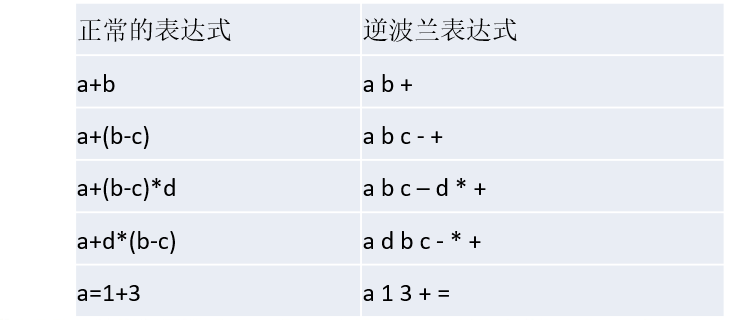 正常的表达式 逆波兰表达式
a+b a b +
a+(b-c) a b c - +
a+(b-c)*d a b c – d * +
a+d*(b-c) a d b c - * +
a=1+3 a 1 3 + =